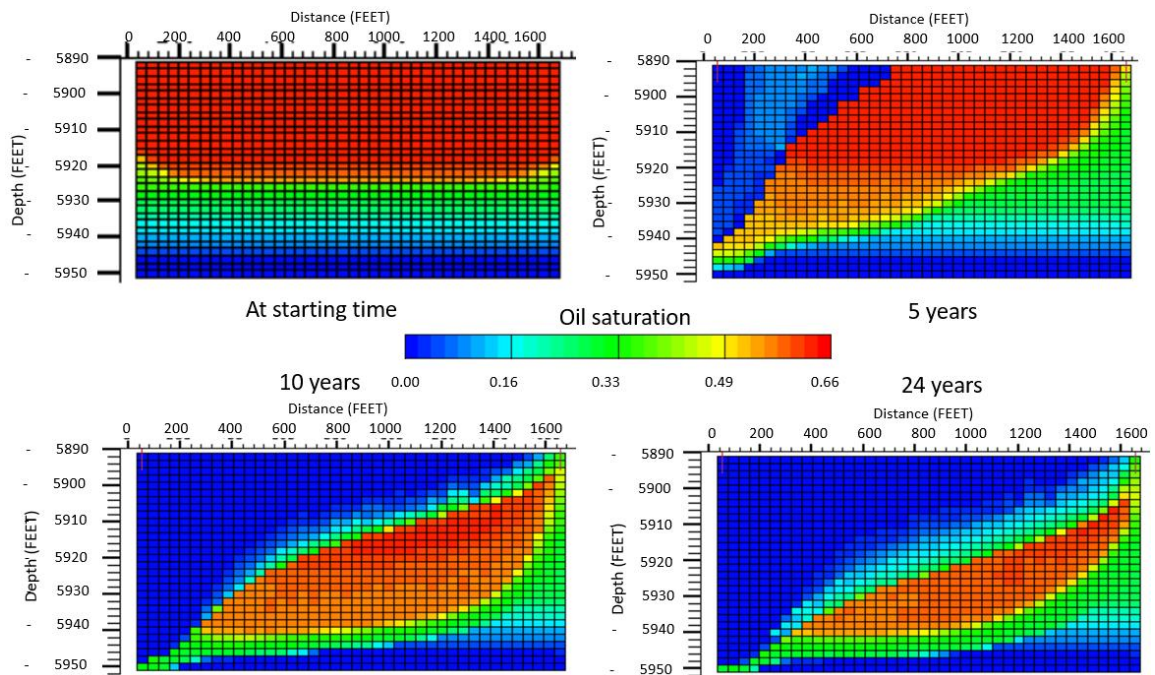 Distance (FEET)
0 200 400 600 800 1000 1200 1400 1600
Depth (FEET)
5890
5900
5910
5920
5930
5940
5950
At starting time
Distance (FEET)
0 200 400 600 800 1000 1200 1400 1600
Depth (FEET)
5890
5900
5910
5920
5930
5940
5950
5 years
Oil saturation
0.00 0.16 0.33 0.49 0.66
10 years
Distance (FEET)
0 200 400 600 800 1000 1200 1400 1600
Depth (FEET)
5890
5900
5910
5920
5930
5940
5950
24 years
Distance (FEET)
0 200 400 600 800 1000 1200 1400 1600
Depth (FEET)
5890
5900
5910
5920
5930
5940
5950